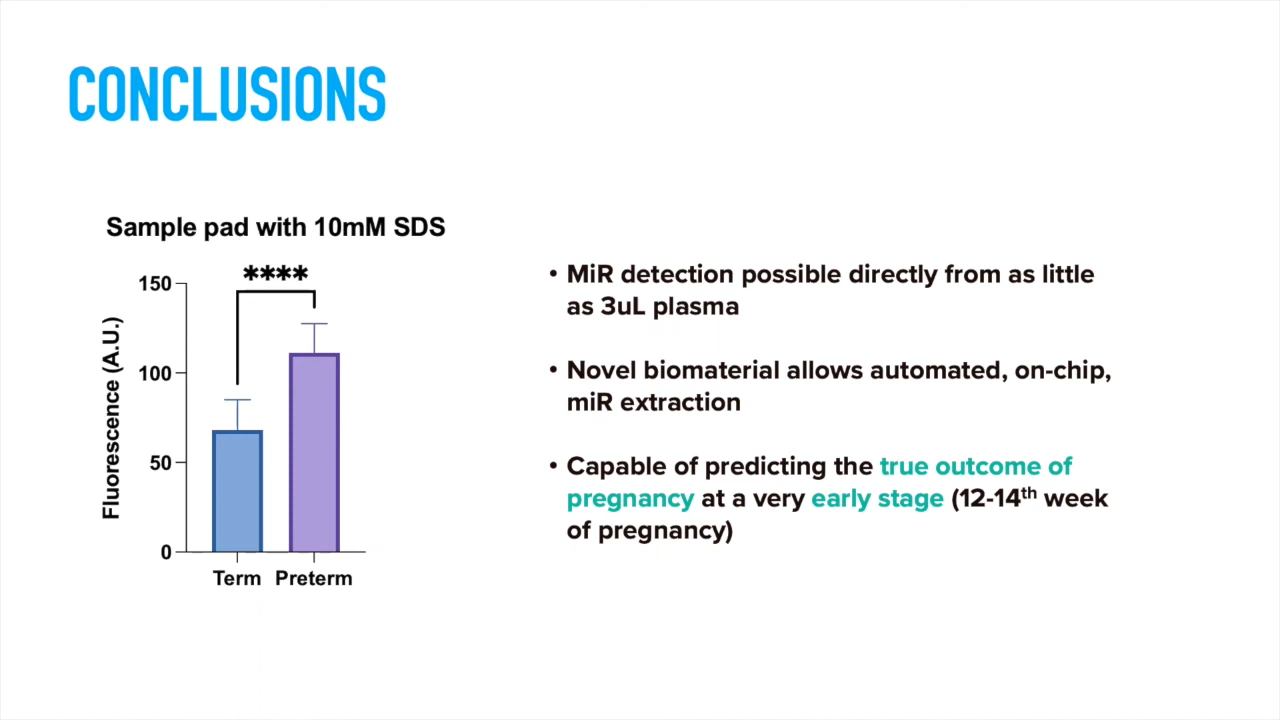 CONCLUSIONS
Sample pad with 10mM SDS
****
150
100
50
0
Fluorescence (A.U.)
Term Preterm
• MiR detection possible directly from as little
as 3uL plasma
• Novel biomaterial allows automated, on-chip,
miR extraction
• Capable of predicting the true outcome of
pregnancy at a very early stage (12-14th week
of pregnancy)